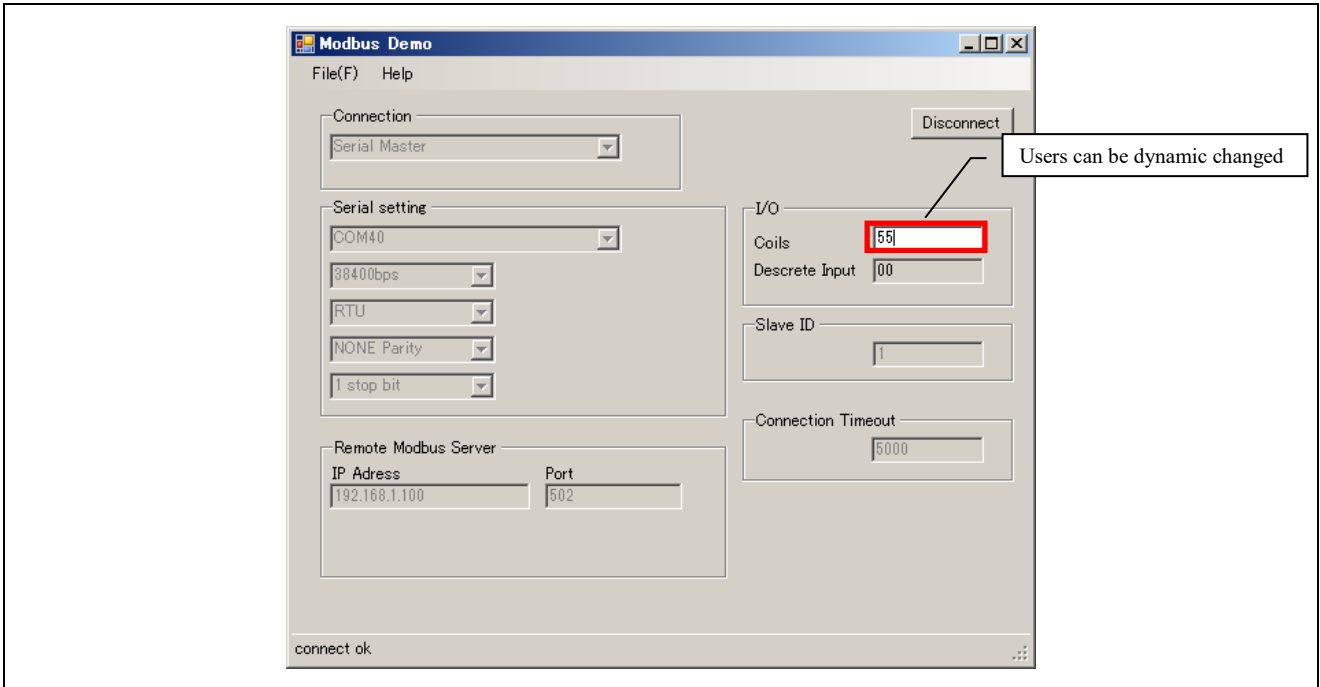 Modbus Demo
File(F) Help
Connection
Serial Master
Disconnect
Users can be dynamic changed
Serial setting
COM40
38400bps
RTU
NONE Parity
1 stop bit
I/O
Coils 55
Descrete Input 00
Slave ID
1
Connection Timeout
5000
Remote Modbus Server
IP Adress Port
192.168.1.100 502
connect ok